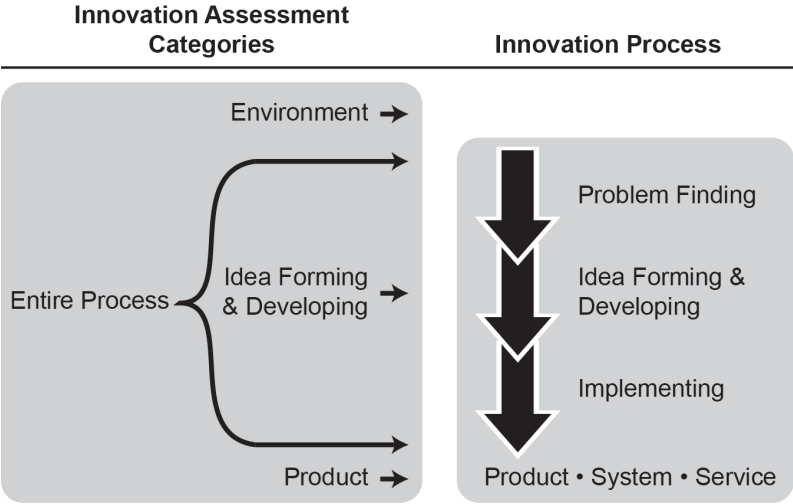 Innovation Assessment
Categories
Innovation Process
Environment
Entire Process
Idea Forming
& Developing
Product
Problem Finding
Idea Forming &
Developing
Implementing
Product • System • Service